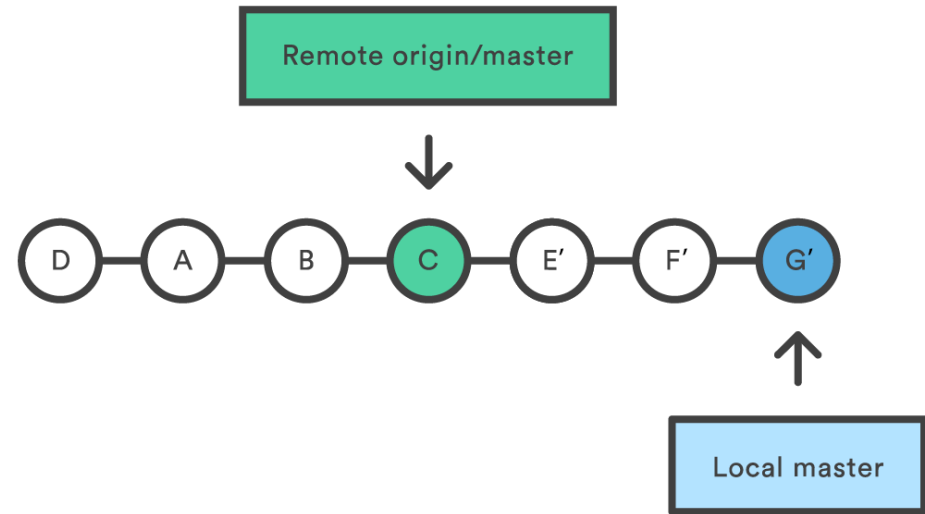 Remote origin/master
D A B C E′ F′ G′
Local master